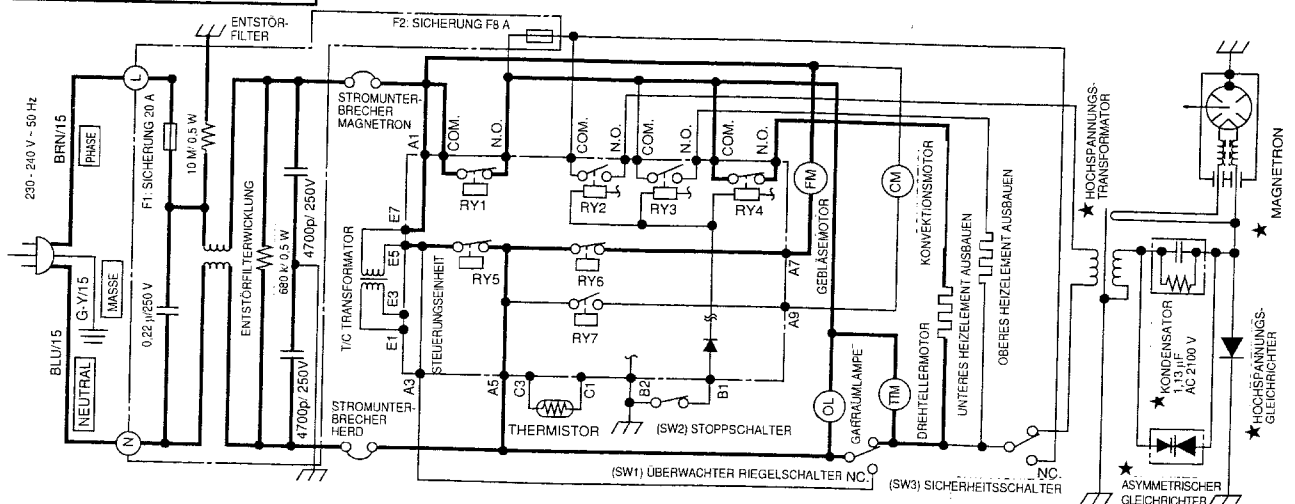 230 - 240 V ~ 50 Hz
BRN/15
PHASE
G-Y/15
MASSE
BLU/15
NEUTRAL
L
N
F1: SICHERUNG 20 A
0.22 µ/250 V
ENTSTÖR-
FILTER
10 M/ 0,5 W
ENTSTÖRFILTERWICKLUNG
680 k/ 0,5 W
4700p/ 250V
4700p/ 250V
F2: SICHERUNG F8 A
STROMUNTER-
BRECHER
MAGNETRON
STROMUNTER-
BRECHER
HERD
T/C TRANSFORMATOR
STEUERUNGSEINHEIT
A1
E7
E5
E3
E1
A3
A5
C3
C1
B2
B1
A7
A9
COM.
N.O.
COM.
N.O.
COM.
N.O.
COM.
N.O.
RY1
RY2
RY3
RY4
RY5
RY6
RY7
THERMISTOR
(SW2) STOPPSCHALTER
(SW1) ÜBERWACHTER RIEGELSCHALTER
NC.
(SW3) SICHERHEITSSCHALTER
NC.
FM
GEBLÄSEMOTOR
CM
KONVEKTIONSMOTOR
OL
GARRAUMLAMPE
TTM
DREHTELLERMOTOR
UNTERES HEIZELEMENT AUSBAUEN
OBERES HEIZELEMENT AUSBAUEN
★ HOCHSPANNUNGS-
TRANSFORMATOR
★ MAGNETRON
★ KONDENSATOR
1,13 µF
AC 2100 V
★ HOCHSPANNUNGS-
GLEICHRICHTER
★ ASYMMETRISCHER
GLEICHRICHTER